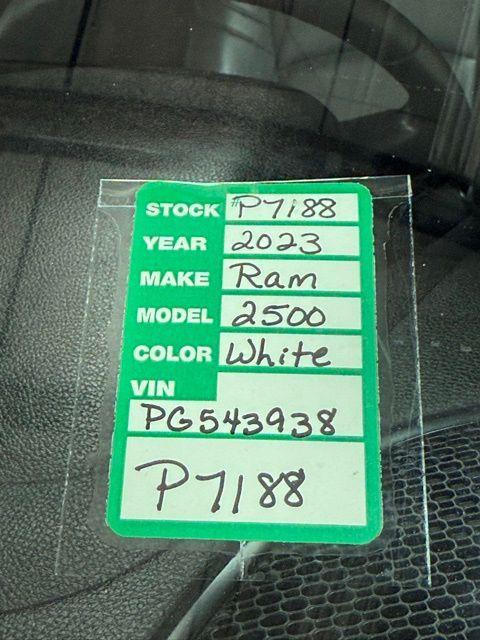 STOCK #P7188
YEAR 2023
MAKE Ram
MODEL 2500
COLOR White
VIN
PG543938
P7188